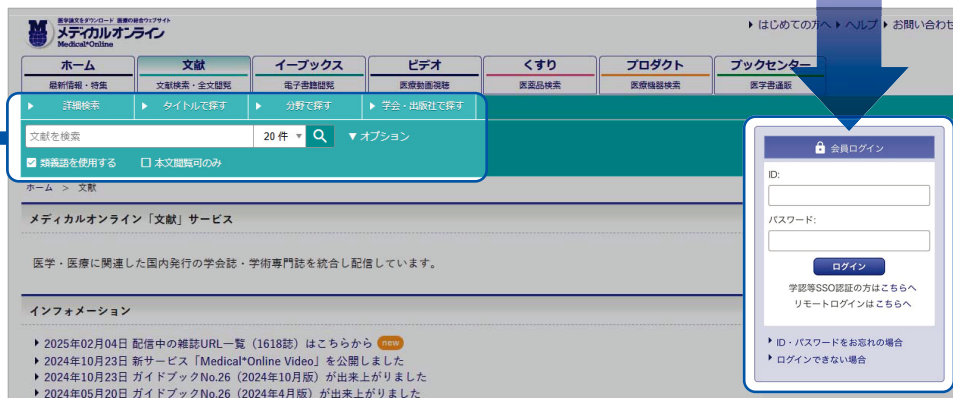 医学論文をダウンロード 医療の総合ウェブサイト
メディカルオンライン
Medical*Online
はじめての方へ ヘルプ お問い合わせ
ホーム 文献 イーブックス ビデオ くすり プロダクト ブックセンター
最新情報・特集 文献検索・全文閲覧 電子書籍閲覧 医療動画視聴 医薬品検索 医療機器検索 医学書通販
詳細検索 タイトルで探す 分野で探す 学会・出版社で探す
文献を検索 20 件 ▼オプション
類義語を使用する 本文閲覧可のみ
ホーム > 文献
メディカルオンライン「文献」サービス
医学・医療に関連した国内発行の学会誌・学術専門誌を統合し配信しています。
インフォメーション
2025年02月04日 配信中の雑誌URL一覧（1618誌）はこちらから new
2024年10月23日 新サービス「Medical*Online Video」を公開しました
2024年10月23日 ガイドブックNo.26（2024年10月版）が出来上がりました
2024年05月20日 ガイドブックNo.26（2024年4月版）が出来上がりました
会員ログイン
ID:
パスワード:
ログイン
学認等SSO認証の方はこちらへ
リモートログインはこちらへ
ID・パスワードをお忘れの場合
ログインできない場合